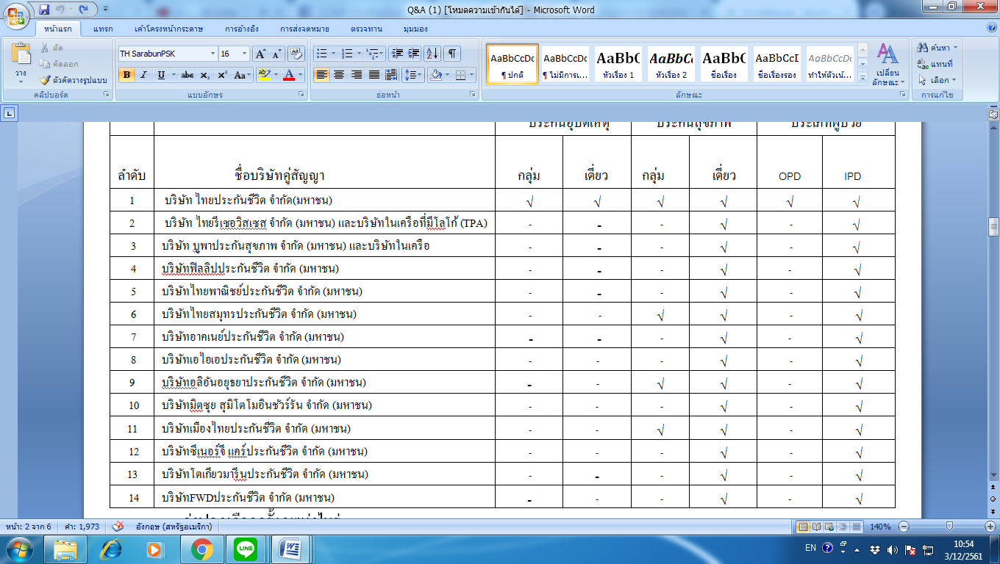 Q&A (1) [โหมดความเข้ากันได้] - Microsoft Word
หน้าแรก แทรก เค้าโครงหน้ากระดาษ การอ้างอิง การส่งจดหมาย ตรวจทาน มุมมอง
วาง ตัด คัดลอก ตัวคัดวางรูปแบบ
TH SarabunPSK 16
AaBbCcDc AaBbCcDc AaBbC AaBbCc AaBbC AaBbCcI AaBbCcDc
¶ ปกติ ¶ ไม่มีการเ... หัวเรื่อง 1 หัวเรื่อง 2 ชื่อเรื่อง ชื่อเรื่องรอง ทำให้ตัวเน้...
เปลี่ยนลักษณะ
ค้นหา แทนที่ เลือก
คลิปบอร์ด แบบอักษร ย่อหน้า ลักษณะ การแก้ไข
ประกันอุบัติเหตุ ประกันสุขภาพ ประเภทผู้ป่วย
ลำดับ ชื่อบริษัทคู่สัญญา กลุ่ม เดี่ยว กลุ่ม เดี่ยว OPD IPD
1 บริษัท ไทยประกันชีวิต จำกัด(มหาชน) √ √ √ √ √ √
2 บริษัท ไทยรีเซอวิสเซส จำกัด (มหาชน) และบริษัทในเครือที่มีโลโก้ (TPA) - - - √ - √
3 บริษัท บูพาประกันสุขภาพ จำกัด (มหาชน) และบริษัทในเครือ - - - √ - √
4 บริษัทฟิลลิปประกันชีวิต จำกัด (มหาชน) - - - √ - √
5 บริษัทไทยพาณิชย์ประกันชีวิต จำกัด (มหาชน) - - - √ - √
6 บริษัทไทยสมุทรประกันชีวิต จำกัด (มหาชน) - - √ √ - √
7 บริษัทอาคเนย์ประกันชีวิต จำกัด (มหาชน) - - - √ - √
8 บริษัทเอไอเอประกันชีวิต จำกัด (มหาชน) - - - √ - √
9 บริษัทอลิอันอยุธยาประกันชีวิต จำกัด (มหาชน) - - √ √ - √
10 บริษัทมิตซุย สุมิโตโมอินชัวร์รัน จำกัด (มหาชน) - - - √ - √
11 บริษัทเมืองไทยประกันชีวิต จำกัด (มหาชน) - - √ √ - √
12 บริษัทซีเนอร์จี แคร์ประกันชีวิต จำกัด (มหาชน) - - - √ - √
13 บริษัทโตเกียวมารีนประกันชีวิต จำกัด (มหาชน) - - - √ - √
14 บริษัทFWDประกันชีวิต จำกัด (มหาชน) - - - √ - √
หน้า: 2 จาก 6 คำ: 1,973 อังกฤษ (สหรัฐอเมริกา) 140%
EN 10:54
3/12/2561